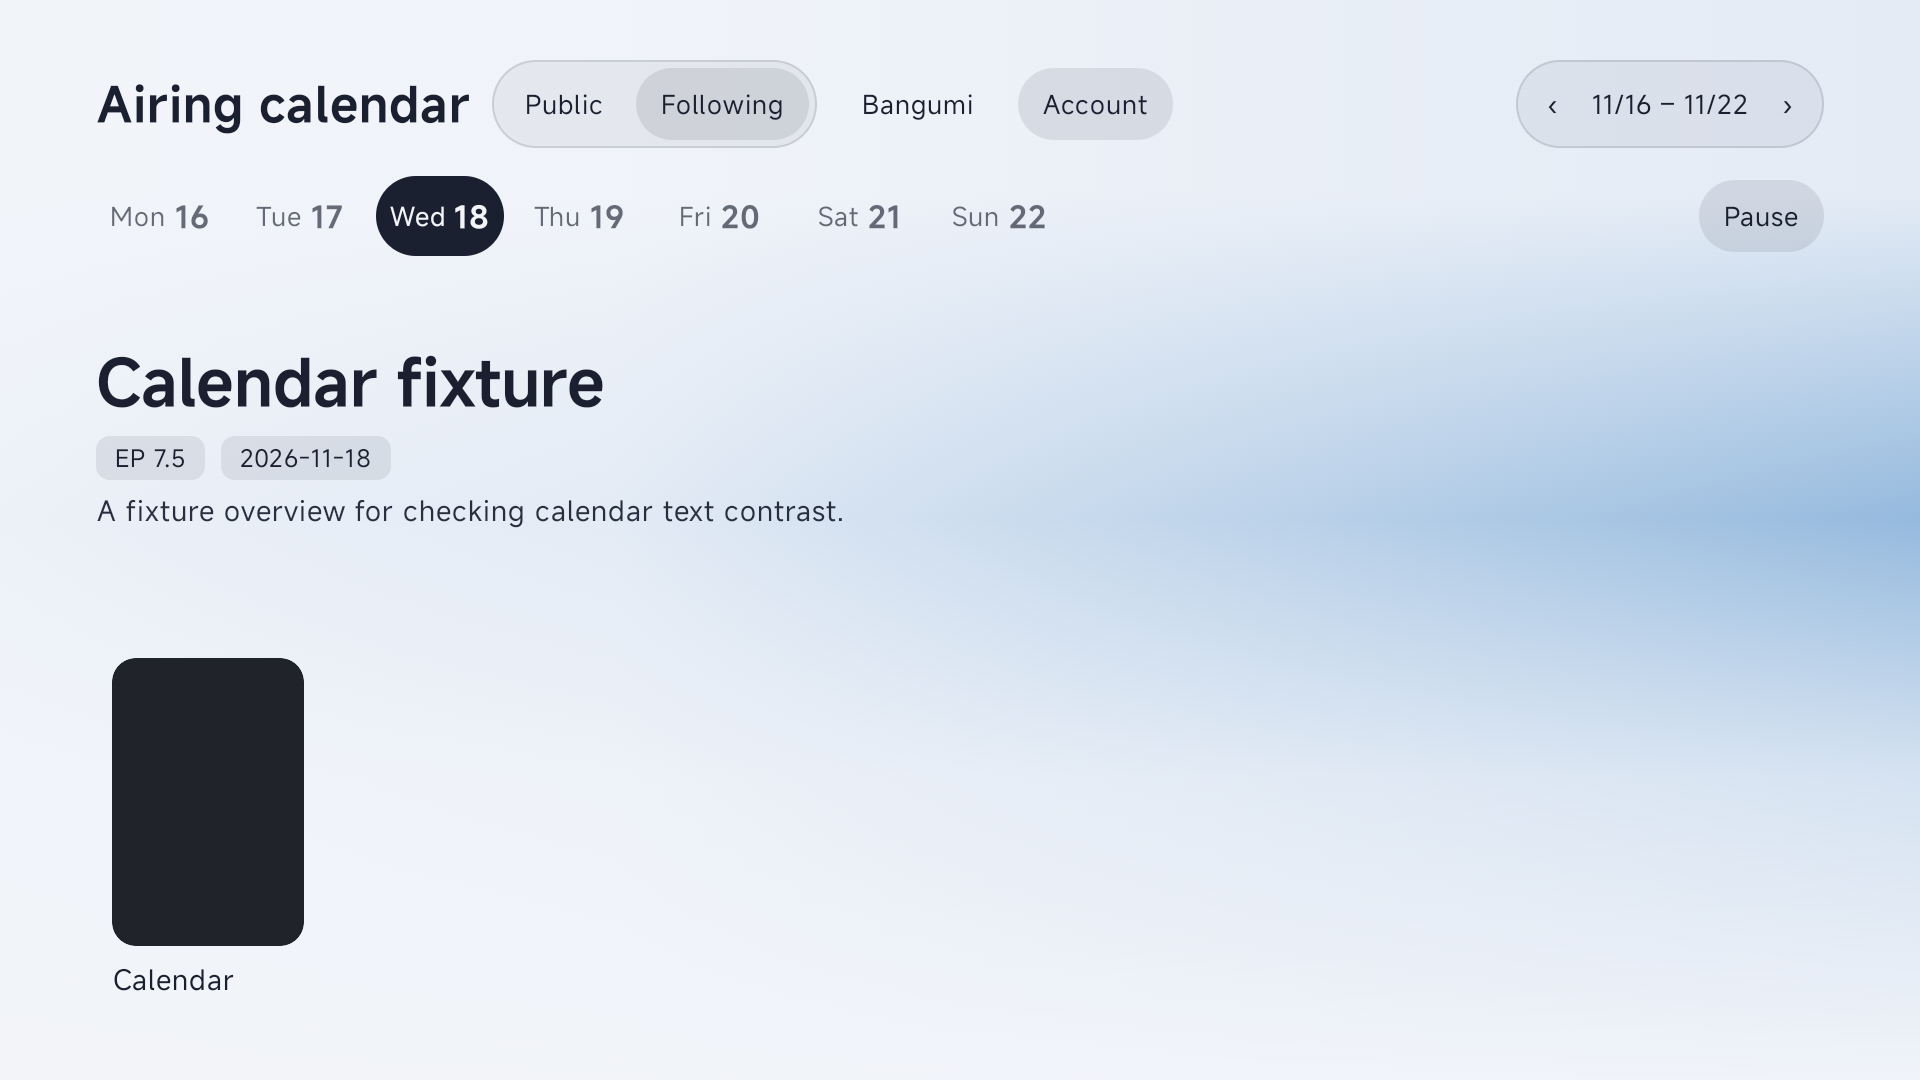 Airing calendar Public Following Bangumi Account ‹ 11/16 – 11/22 ›
Mon 16 Tue 17 Wed 18 Thu 19 Fri 20 Sat 21 Sun 22 Pause
Calendar fixture
EP 7.5 2026-11-18
A fixture overview for checking calendar text contrast.
Calendar